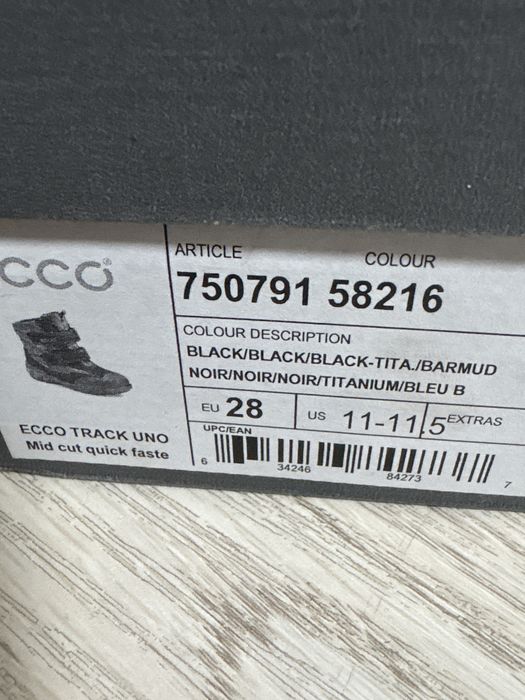 CCO®
ARTICLE COLOUR
750791 58216
COLOUR DESCRIPTION
BLACK/BLACK/BLACK-TITA./BARMUD
NOIR/NOIR/NOIR/TITANIUM/BLEU B
EU 28 US 11-11.5 EXTRAS
ECCO TRACK UNO
Mid cut quick faste
UPC/EAN
6 34246 84273 7